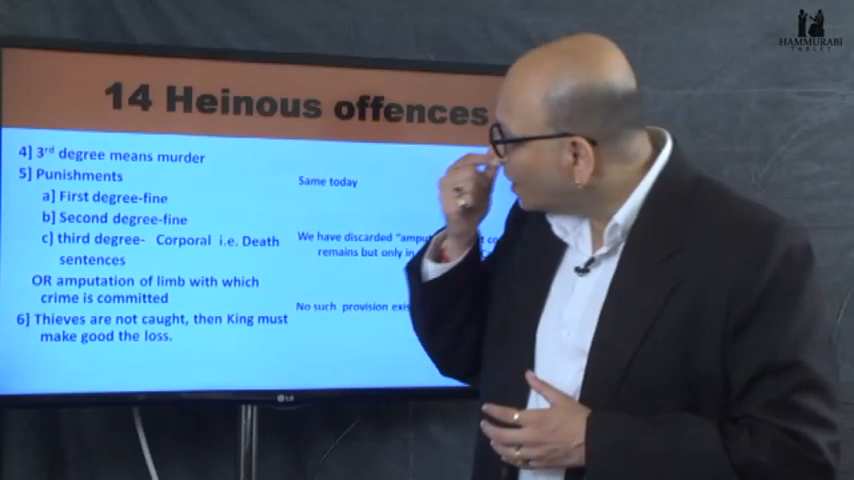 HAMMURABI
TABLET
14 Heinous offences
4] 3rd degree means murder
5] Punishments
Same today
a] First degree-fine
b] Second degree-fine
c] third degree- Corporal i.e. Death
sentences
We have discarded "ampu
remains but only in
OR amputation of limb with which
crime is committed
No such provision exis
6] Thieves are not caught, then King must
make good the loss.
LG